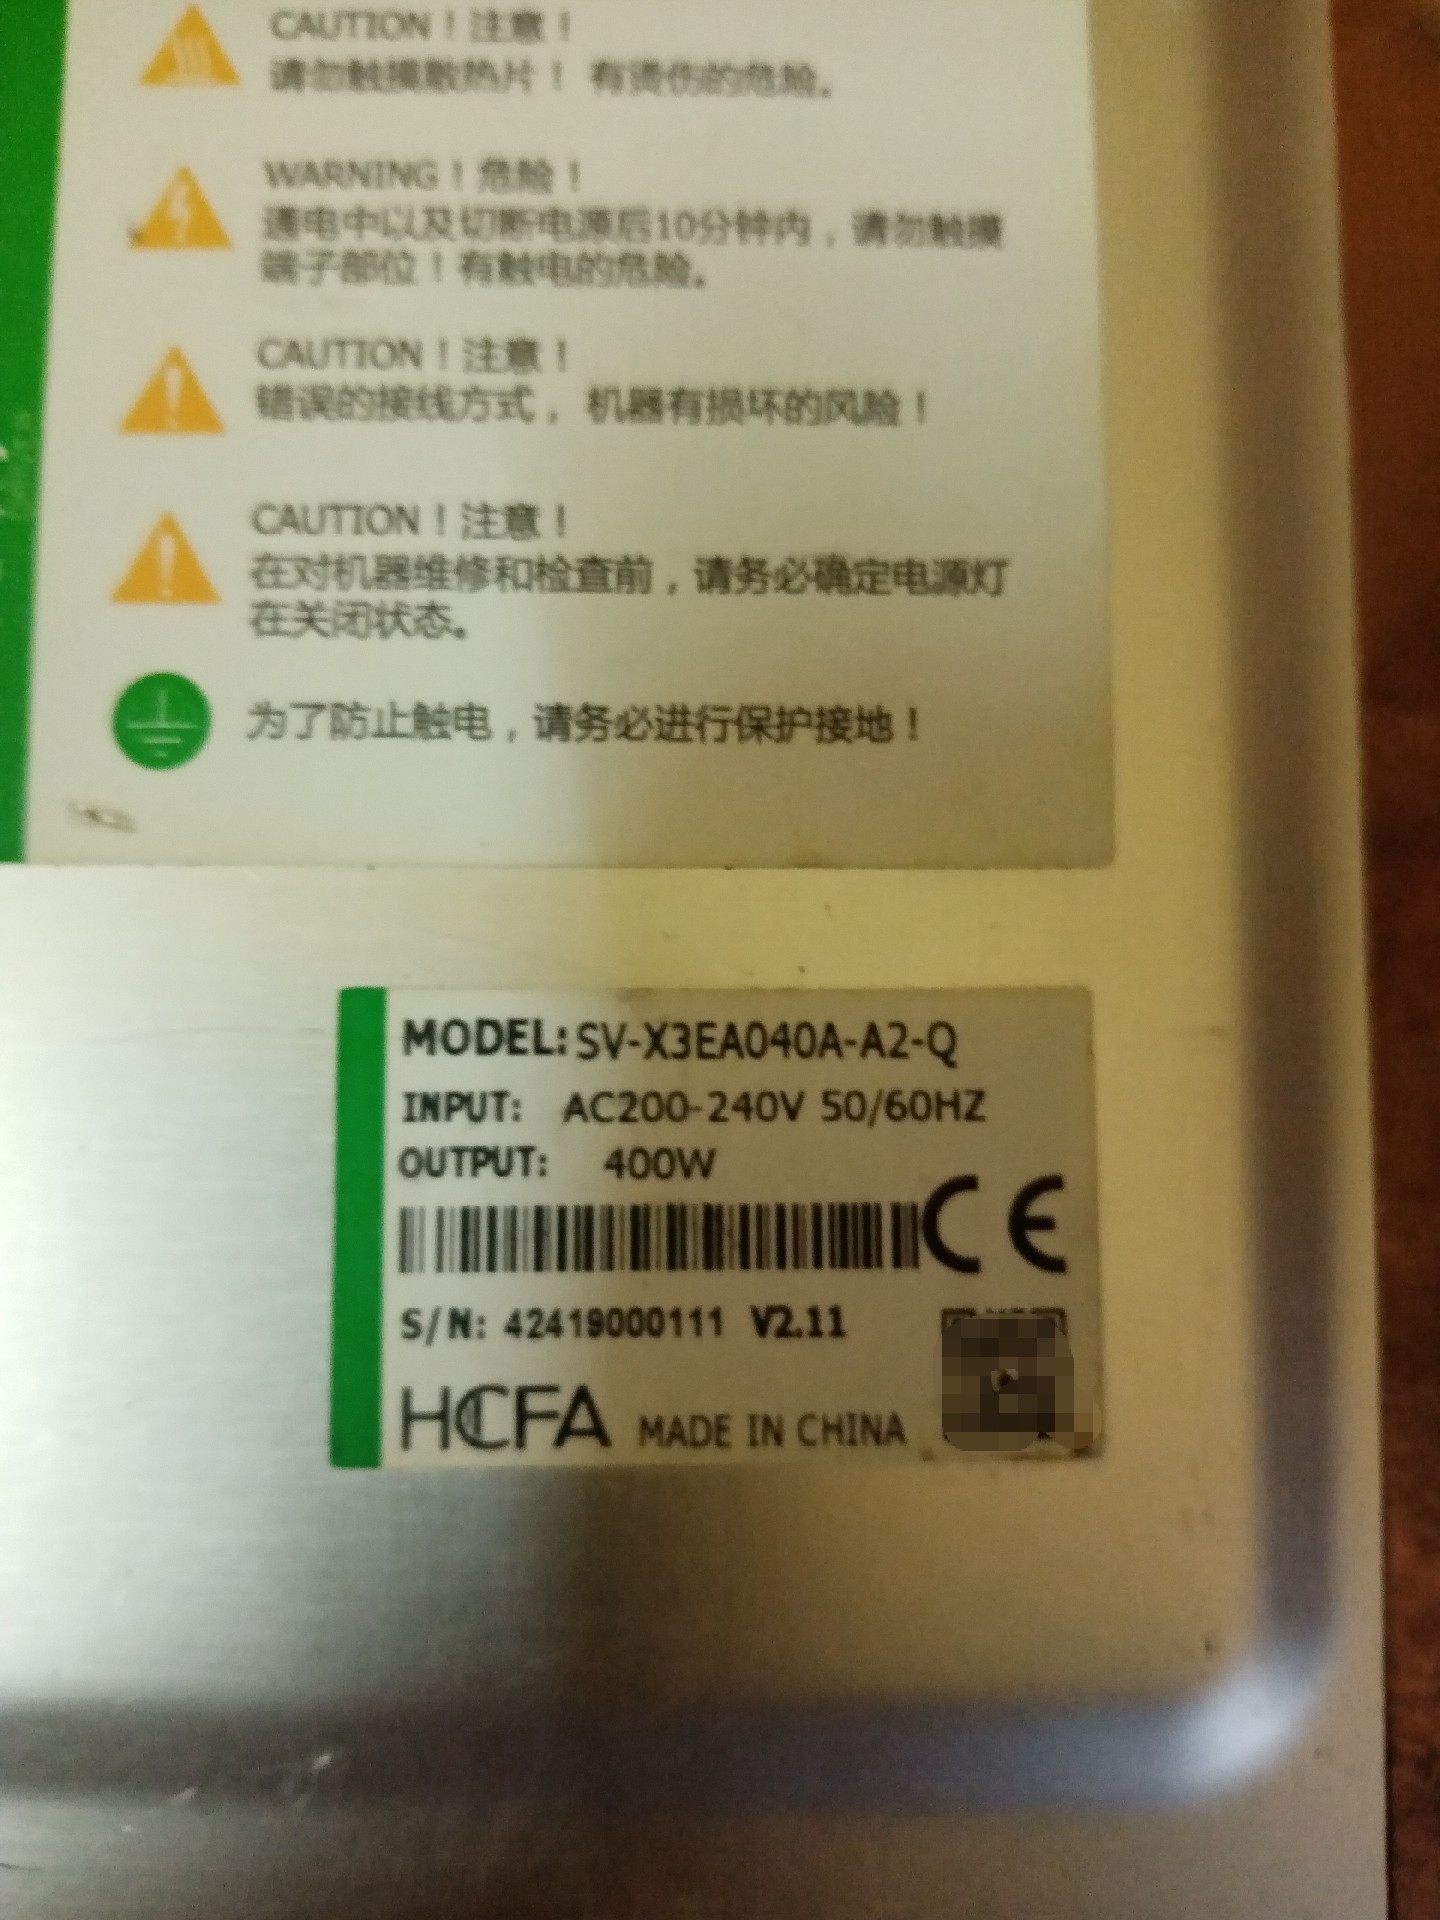 CAUTION！注意！
请勿触摸散热片！ 有烫伤的危险。
WARNING！危险！
通电中以及切断电源后10分钟内，请勿触摸
端子部位！有触电的危险。
CAUTION！注意！
错误的接线方式， 机器有损坏的风险！
CAUTION！注意！
在对机器维修和检查前，请务必确定电源灯
在关闭状态。
为了防止触电，请务必进行保护接地！
MODEL:SV-X3EA040A-A2-Q
INPUT: AC200-240V 50/60HZ
OUTPUT: 400W
CE
S/N: 42419000111 V2.11
HCFA MADE IN CHINA